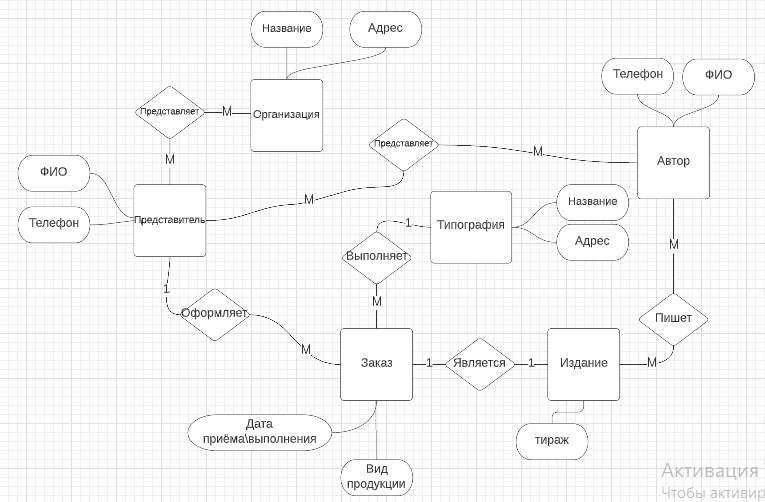 Название
Адрес
Телефон
ФИО
Представляет
М
Организация
Представляет
М
Автор
М
ФИО
Телефон
Представитель
М
Типография
Название
Адрес
1
Выполняет
М
М
1
Оформляет
М
Пишет
Заказ
1
Является
1
Издание
М
Дата
приёма\выполнения
тираж
Вид
продукции
Активация
Чтобы активир